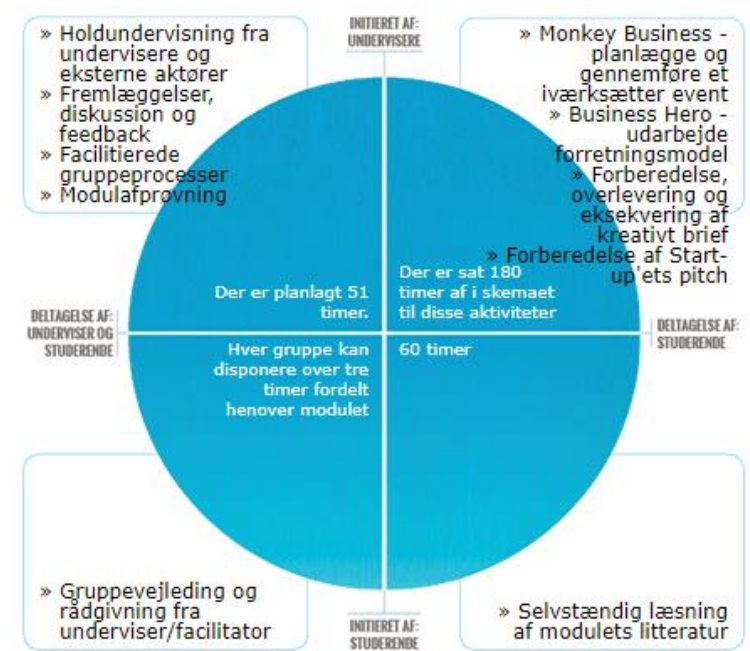 INITIERET AF:
UNDERVISERE
» Holdundervisning fra
undervisere og
eksterne aktører
» Fremlæggelser,
diskussion og
feedback
» Facilitierede
gruppeprocesser
» Modulafprøvning
» Monkey Business -
planlægge og
gennemføre et
iværksætter event
» Business Hero -
udarbejde
forretningsmodel
» Forberedelse,
overlevering og
eksekvering af
kreativt brief
» Forberedelse af Start-
up'ets pitch
Der er planlagt 51
timer.
Der er sat 180
timer af i skemaet
til disse aktiviteter
DELTAGELSE AF:
UNDERVISER OG
STUDERENDE
DELTAGELSE AF:
STUDERENDE
Hver gruppe kan
disponere over tre
timer fordelt
henover modulet
60 timer
» Gruppevejleding og
rådgivning fra
underviser/facilitator
» Selvstændig læsning
af modulets litteratur
INITIERET AF:
STUDERENDE